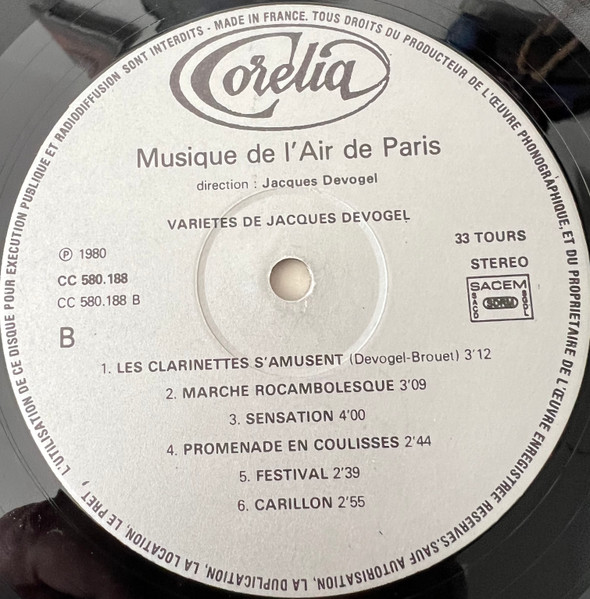 Corelia
Musique de l'Air de Paris
direction : Jacques Devogel
VARIETES DE JACQUES DEVOGEL
℗ 1980
CC 580.188
CC 580.188 B
B
33 TOURS
STEREO
SACEM
SACD
SDRM
SGDL
1. LES CLARINETTES S'AMUSENT (Devogel-Brouet) 3'12
2. MARCHE ROCAMBOLESQUE 3'09
3. SENSATION 4'00
4. PROMENADE EN COULISSES 2'44
5. FESTIVAL 2'39
6. CARILLON 2'55
MADE IN FRANCE. TOUS DROITS DU PRODUCTEUR DE L'ŒUVRE PHONOGRAPHIQUE, ET DU PROPRIETAIRE DE L'ŒUVRE ENREGISTREE RESERVES. SAUF AUTORISATION, LA DUPLICATION, LA LOCATION, LE PRET, L'UTILISATION DE CE DISQUE POUR EXECUTION PUBLIQUE ET RADIODIFFUSION SONT INTERDITS -